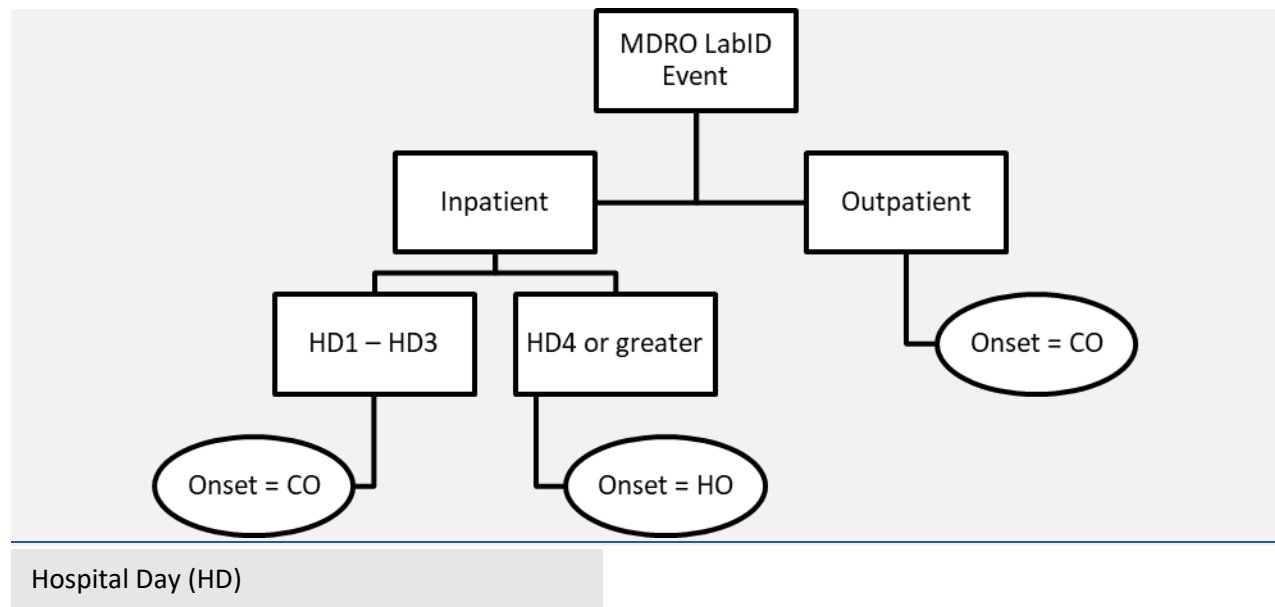 MDRO LabID
Event
Inpatient
Outpatient
HD1 – HD3
HD4 or greater
Onset = CO
Onset = CO
Onset = HO
Hospital Day (HD)